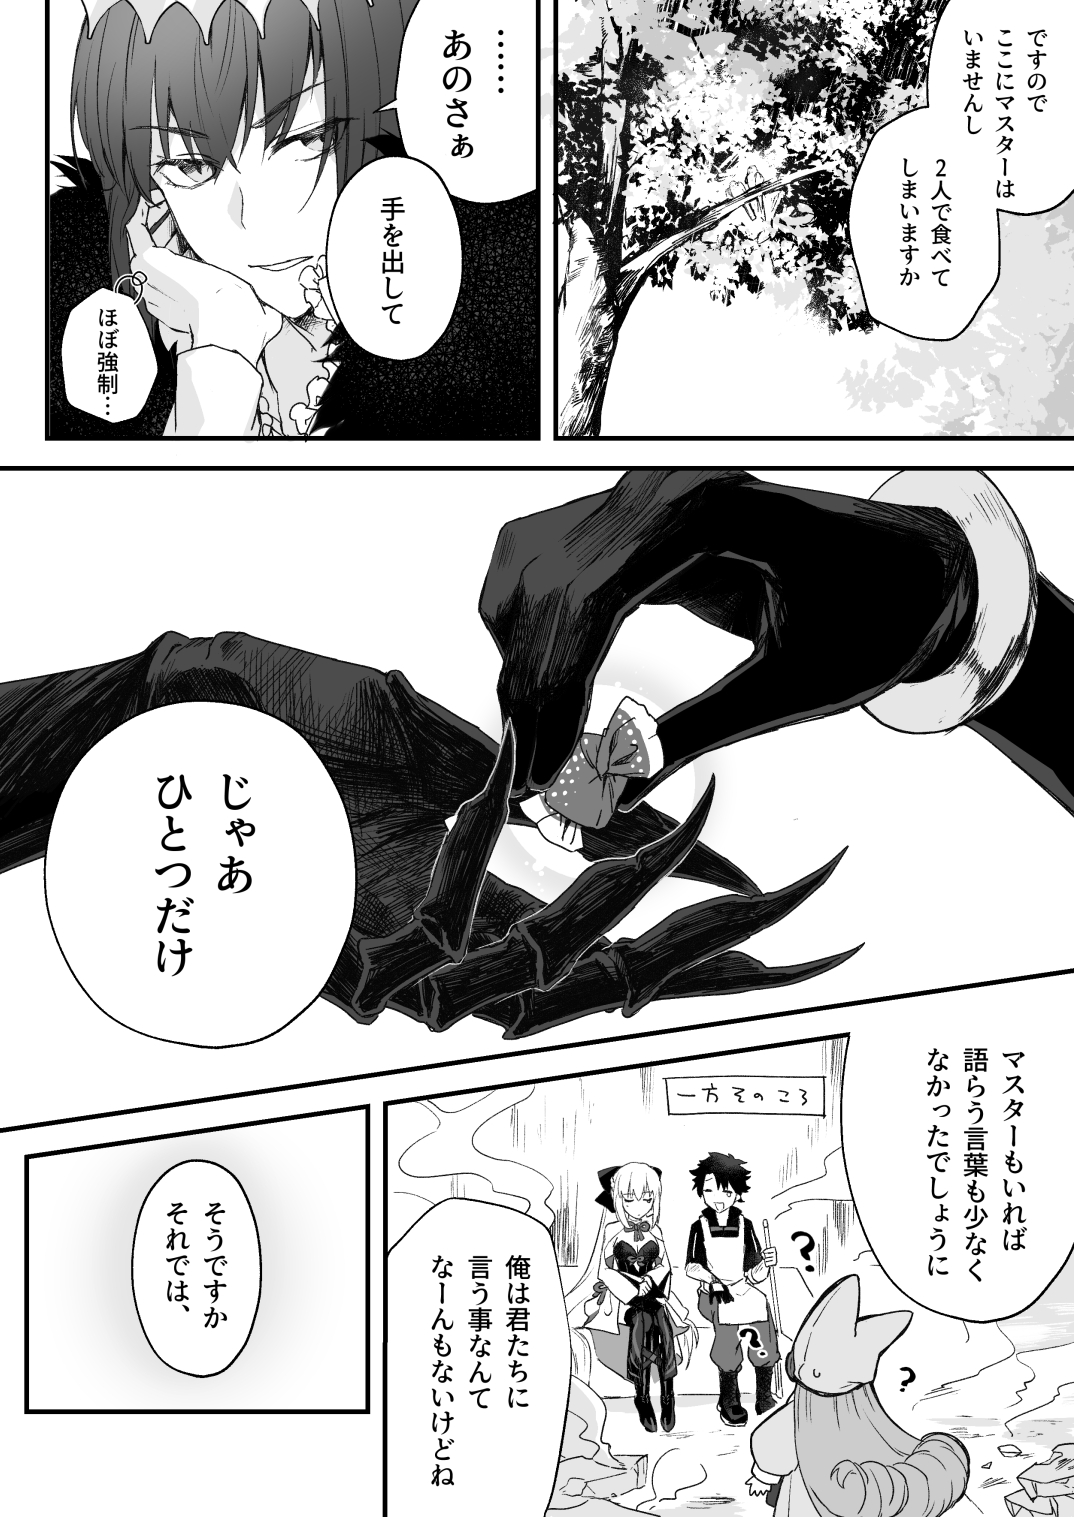 ですので
ここにマスターは
いませんし
2人で食べて
しまいますか
……
あのさぁ
手を出して
ほぼ強制…
じゃあ
ひとつだけ
マスターもいれば
語らう言葉も少なく
なかったでしょうに
一方そのころ
?
?
?
俺は君たちに
言う事なんて
なーんもないけどね
そうですか
それでは、